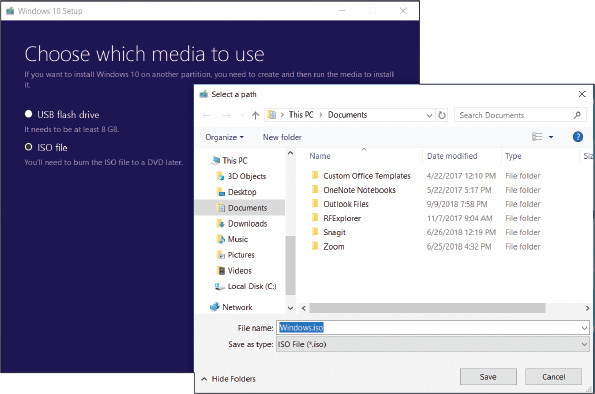 Windows 10 Setup
Choose which media to use
If you want to install Windows 10 on another partition, you need to create and then run the media to install
it.
USB flash drive
It needs to be at least 8 GB.
ISO file
You'll need to burn the ISO file to a DVD later.
Select a path
This PC > Documents
Search Documents
Organize
New folder
This PC
3D Objects
Desktop
Documents
Downloads
Music
Pictures
Videos
Local Disk (C:)
Network
Name Date modified Type Siz
Custom Office Templates 4/22/2017 12:10 PM File folder
OneNote Notebooks 5/22/2017 5:17 PM File folder
Outlook Files 9/9/2018 7:58 PM File folder
RFExplorer 11/7/2017 9:04 AM File folder
Snagit 6/26/2018 12:19 PM File folder
Zoom 6/25/2018 4:32 PM File folder
File name: Windows.iso
Save as type: ISO File (*.iso)
Hide Folders
Save
Cancel